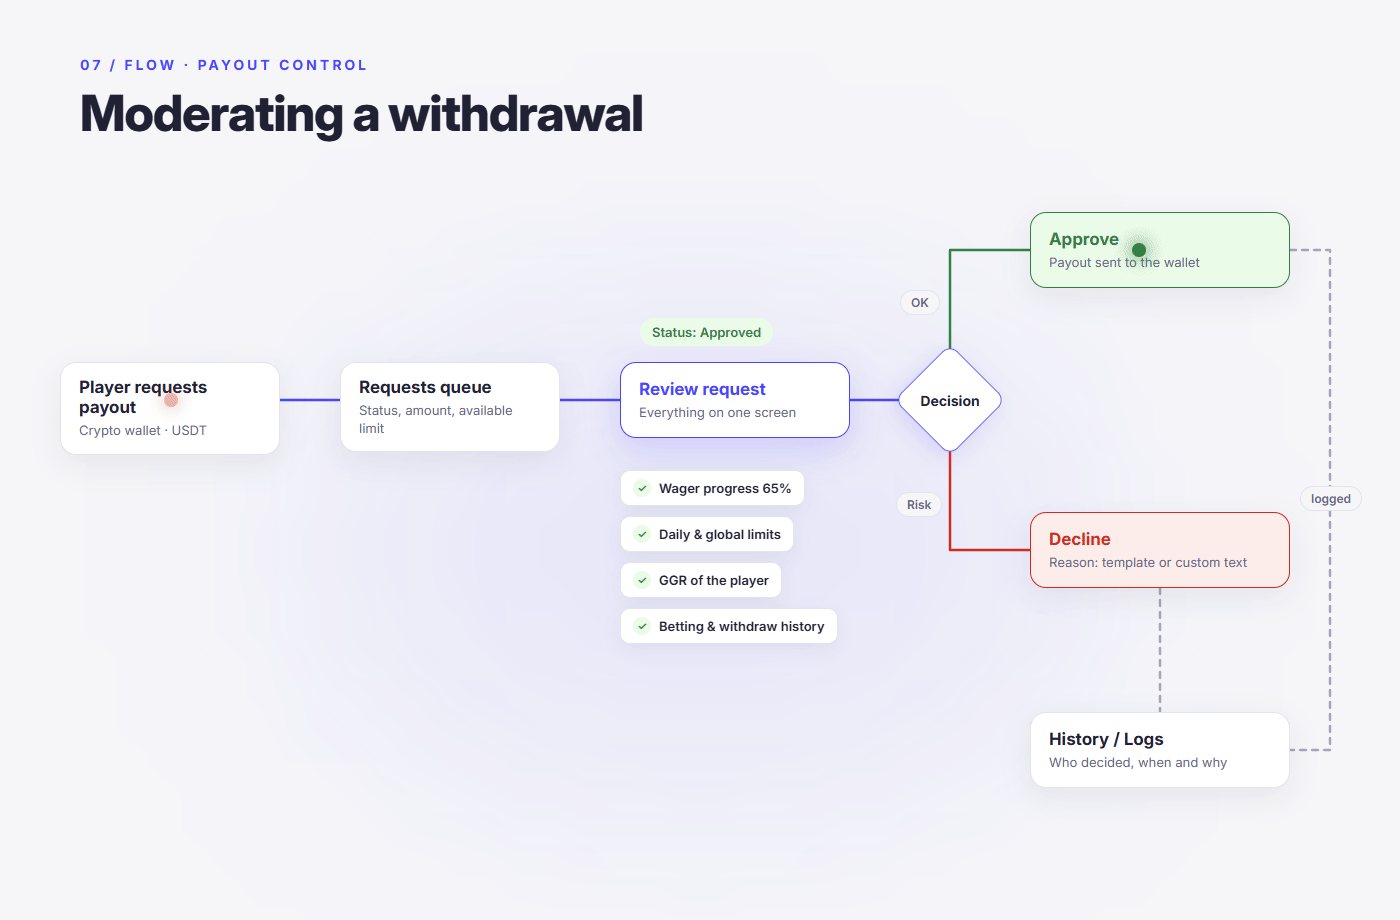 07 / FLOW · PAYOUT CONTROL
Moderating a withdrawal
Player requests
payout
Crypto wallet · USDT
Requests queue
Status, amount, available
limit
Status: Approved
Review request
Everything on one screen
Wager progress 65%
Daily & global limits
GGR of the player
Betting & withdraw history
Decision
OK
Risk
Approve
Payout sent to the wallet
Decline
Reason: template or custom text
logged
History / Logs
Who decided, when and why